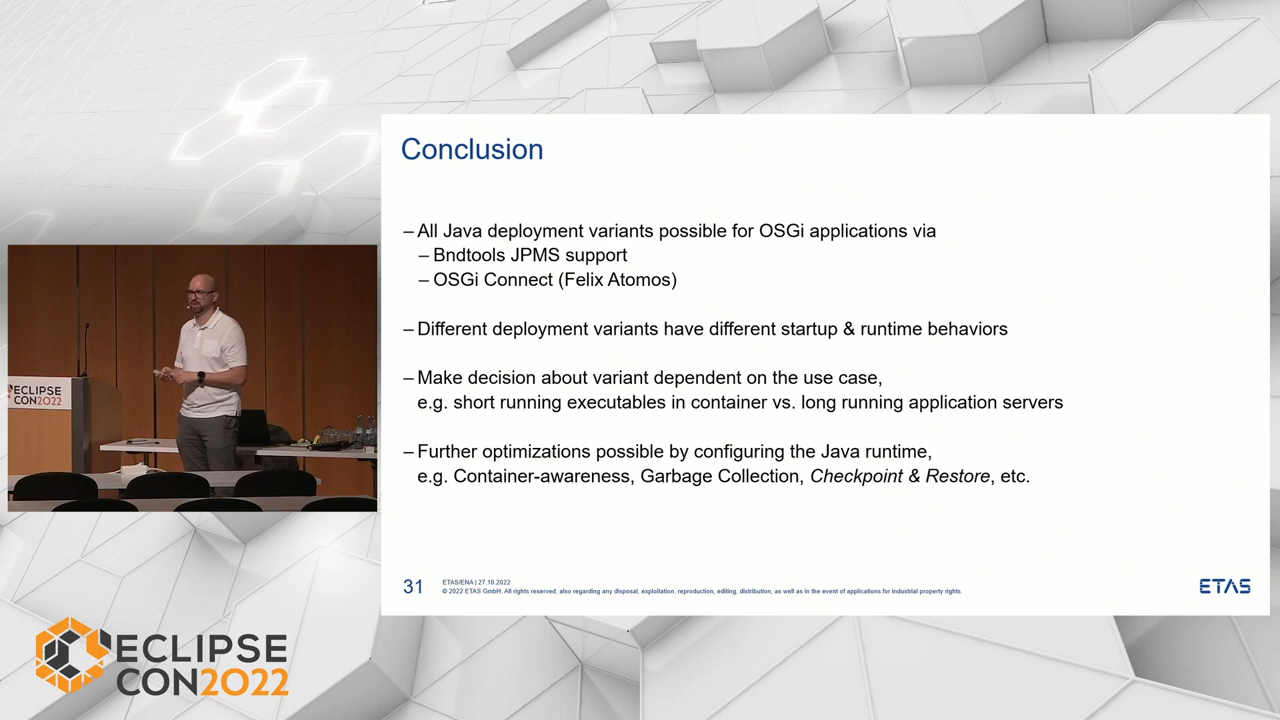 Conclusion
– All Java deployment variants possible for OSGi applications via
– Bndtools JPMS support
– OSGi Connect (Felix Atomos)
– Different deployment variants have different startup & runtime behaviors
– Make decision about variant dependent on the use case,
e.g. short running executables in container vs. long running application servers
– Further optimizations possible by configuring the Java runtime,
e.g. Container-awareness, Garbage Collection, Checkpoint & Restore, etc.
31
ETAS/ENA | 27.10.2022
© 2022 ETAS GmbH. All rights reserved, also regarding any disposal, exploitation, reproduction, editing, distribution, as well as in the event of applications for industrial property rights.
ETAS
ECLIPSE
CON2022
ECLIPSE
CON2022